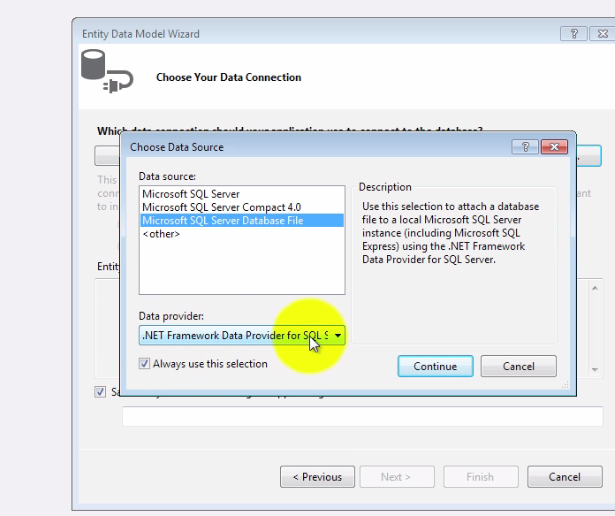 Entity Data Model Wizard
Choose Your Data Connection
Which data connection should your application use to connect to the database?
Choose Data Source
Data source:
Microsoft SQL Server
Microsoft SQL Server Compact 4.0
Microsoft SQL Server Database File
<other>
Description
Use this selection to attach a database
file to a local Microsoft SQL Server
instance (including Microsoft SQL
Express) using the .NET Framework
Data Provider for SQL Server.
Data provider:
.NET Framework Data Provider for SQL S
Always use this selection
Continue
Cancel
This
conn
ant
to in
Entit
Sa
< Previous
Next >
Finish
Cancel